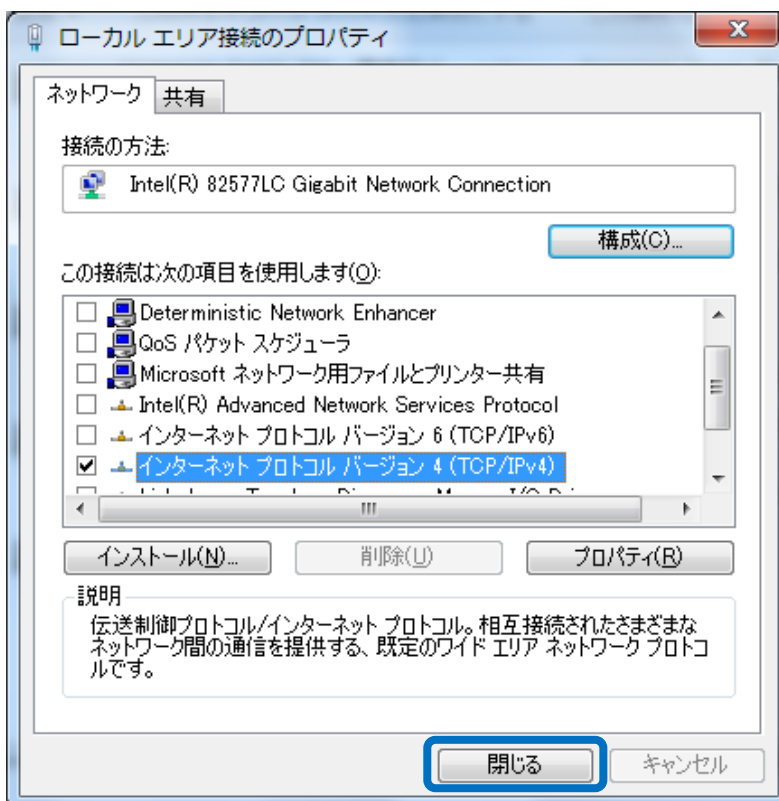 ローカル エリア接続のプロパティ
ネットワーク 共有
接続の方法:
Intel(R) 82577LC Gigabit Network Connection
構成(C)...
この接続は次の項目を使用します(O):
Deterministic Network Enhancer
QoS パケット スケジューラ
Microsoft ネットワーク用ファイルとプリンター共有
Intel(R) Advanced Network Services Protocol
インターネット プロトコル バージョン 6 (TCP/IPv6)
インターネット プロトコル バージョン 4 (TCP/IPv4)
インストール(N)... 削除(U) プロパティ(R)
説明
伝送制御プロトコル/インターネット プロトコル。相互接続されたさまざまな
ネットワーク間の通信を提供する、既定のワイド エリア ネットワーク プロトコ
ルです。
閉じる キャンセル